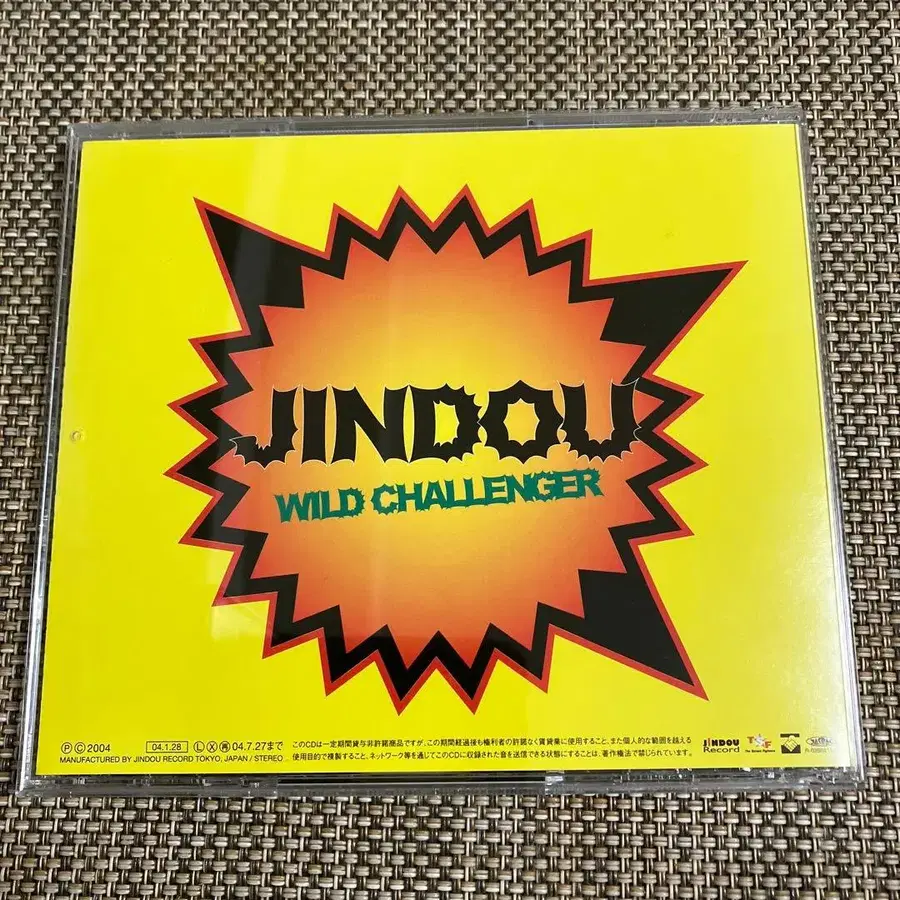 JINDOU
WILD CHALLENGER
Ⓟ Ⓒ 2004 04.1.28 Ⓛ Ⓧ ㊢ 04.7.27まで
MANUFACTURED BY JINDOU RECORD TOKYO, JAPAN / STEREO
このCDは一定期間貸与非許諾商品ですが、この期間経過後も権利者の許諾なく賃貸業に使用すること、また個人的な範囲を越える
使用目的で複製すること、ネットワーク等を通じてこのCDに収録された音を送信できる状態にすることは、著作権法で禁じられています。
JINDOU
Record